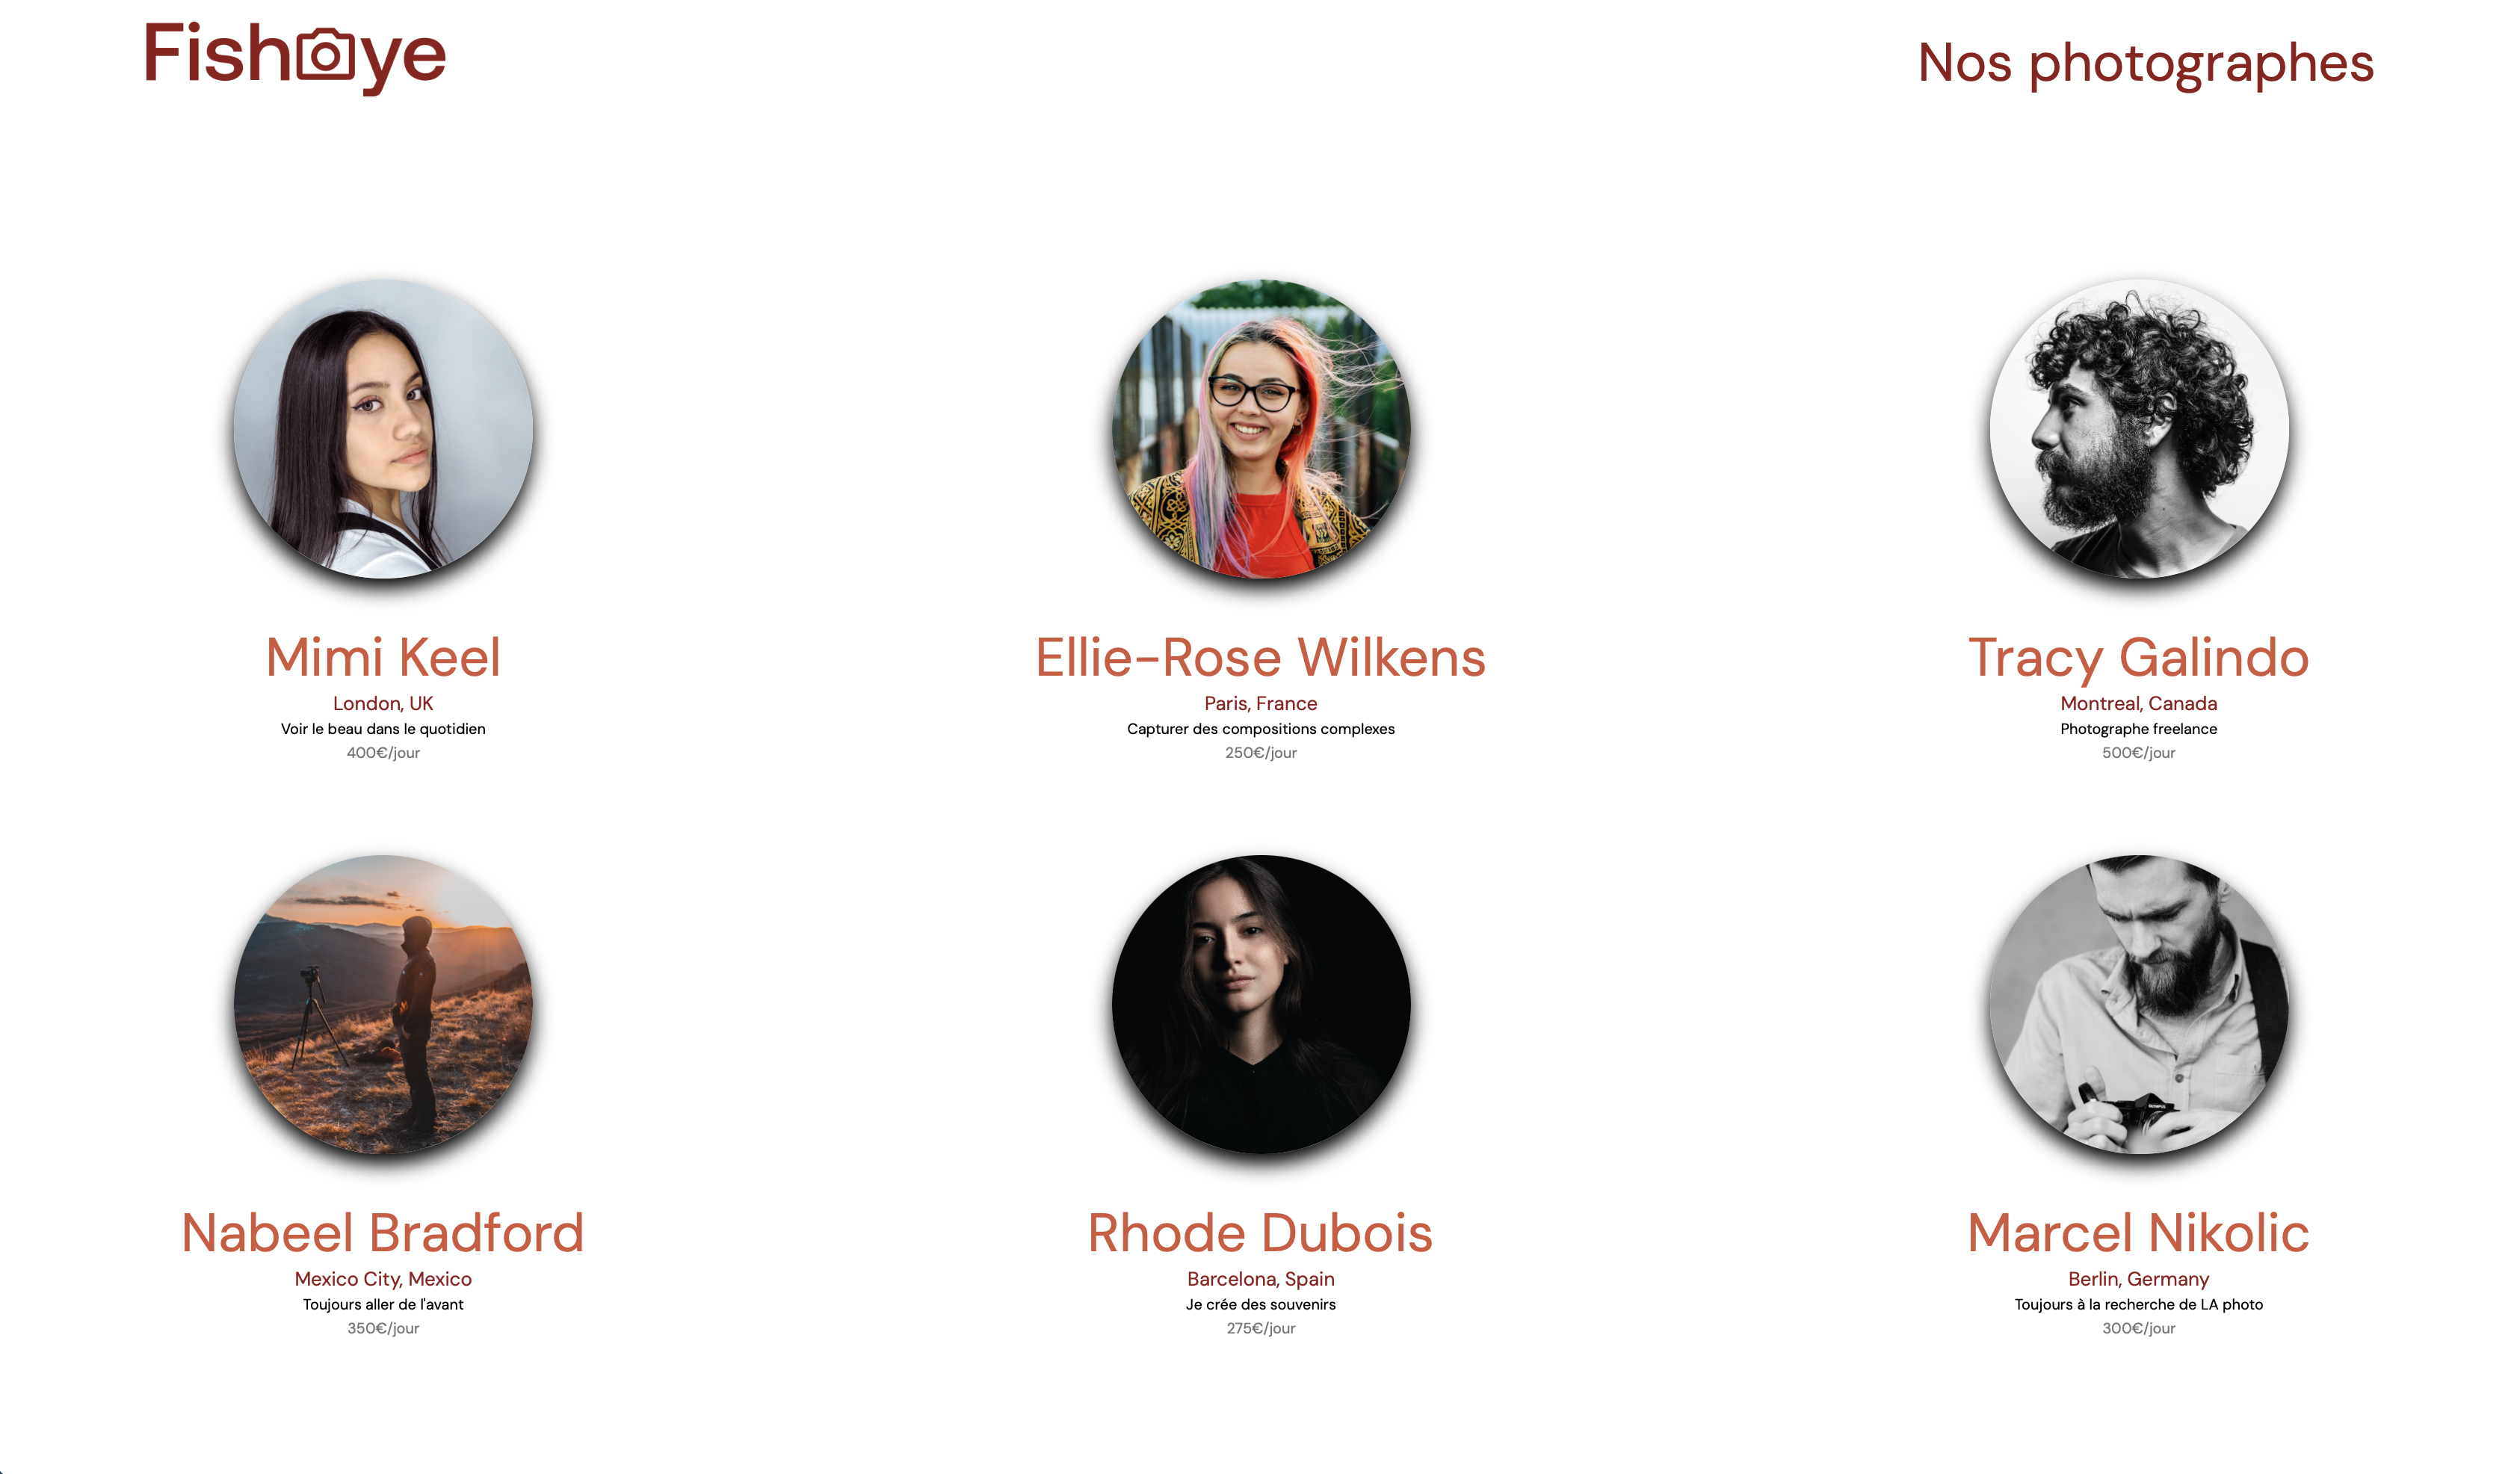 Fisheye
Nos photographes
Mimi Keel
London, UK
Voir le beau dans le quotidien
400€/jour
Ellie-Rose Wilkens
Paris, France
Capturer des compositions complexes
250€/jour
Tracy Galindo
Montreal, Canada
Photographe freelance
500€/jour
Nabeel Bradford
Mexico City, Mexico
Toujours aller de l'avant
350€/jour
Rhode Dubois
Barcelona, Spain
Je crée des souvenirs
275€/jour
OLYMPUS
Marcel Nikolic
Berlin, Germany
Toujours à la recherche de LA photo
300€/jour